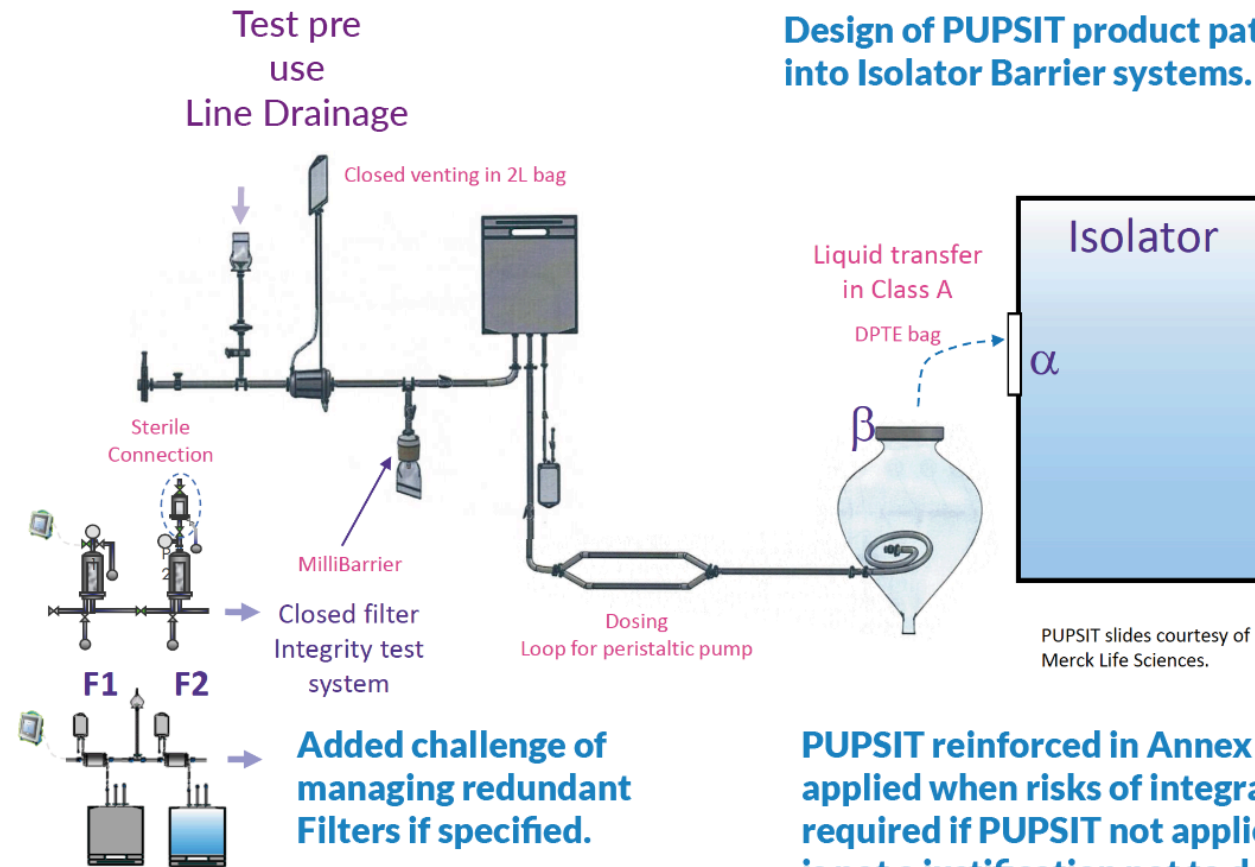 Test pre
use
Line Drainage
Design of PUPSIT product pat
into Isolator Barrier systems.
Closed venting in 2L bag
Isolator
Liquid transfer
in Class A
DPTE bag
α
β
Sterile
Connection
MilliBarrier
Closed filter
Integrity test
system
Dosing
Loop for peristaltic pump
PUPSIT slides courtesy of
Merck Life Sciences.
F1
F2
Added challenge of
managing redundant
Filters if specified.
PUPSIT reinforced in Annex
applied when risks of integra
required if PUPSIT not applie